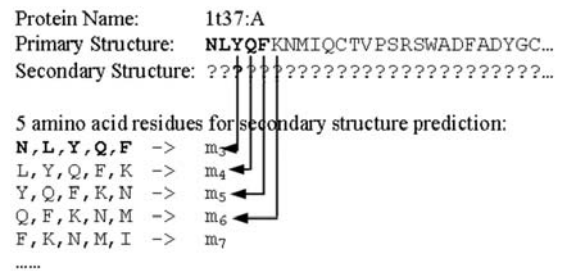 Protein Name: 1t37:A
Primary Structure: NLYQFKNMIQCTVPSRSWADFADYGC...
Secondary Structure: ??????????????????????????...
5 amino acid residues for secondary structure prediction:
N,L,Y,Q,F -> m3
L,Y,Q,F,K -> m4
Y,Q,F,K,N -> m5
Q,F,K,N,M -> m6
F,K,N,M,I -> m7
......